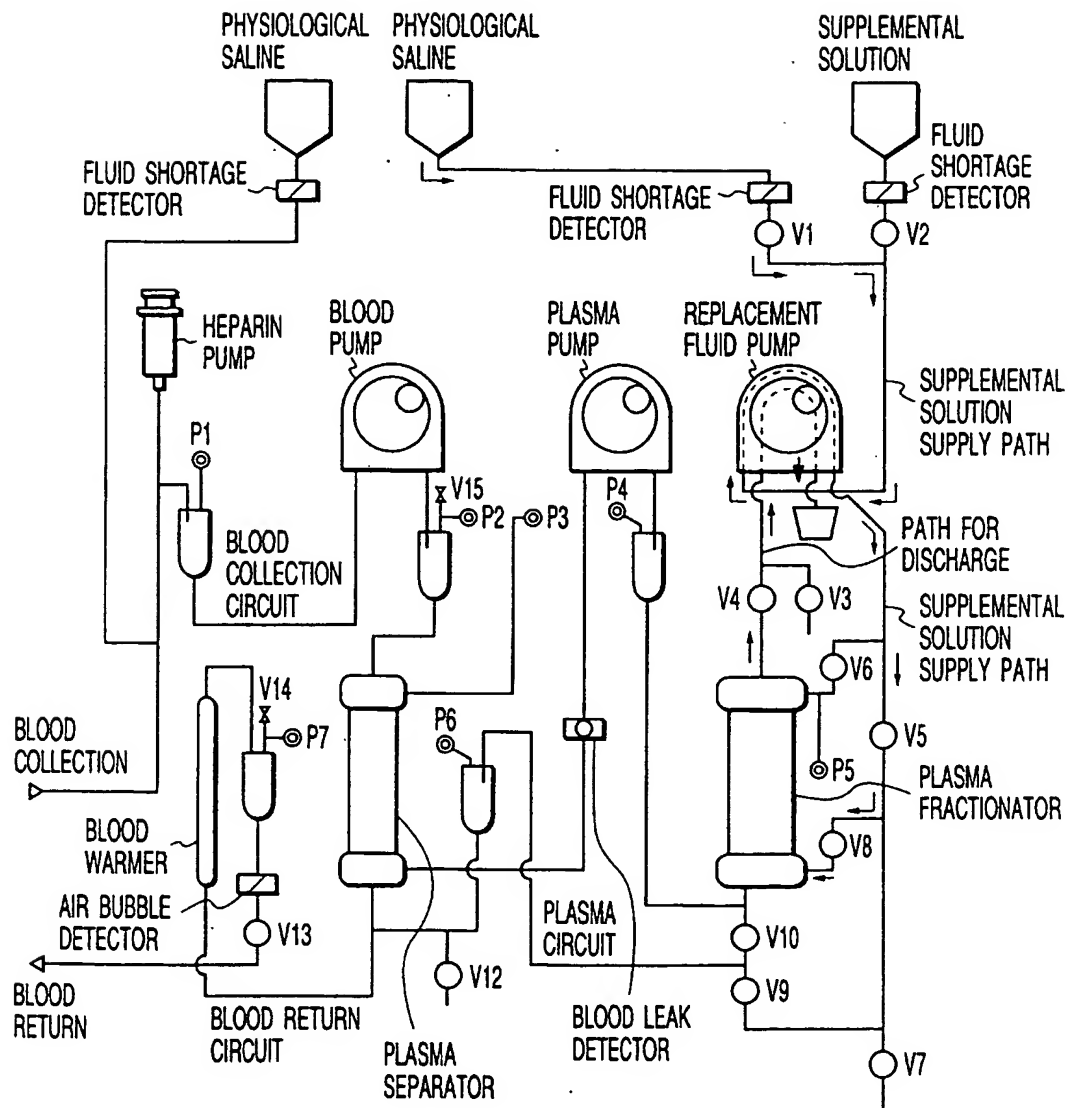 PHYSIOLOGICAL
SALINE
PHYSIOLOGICAL
SALINE
SUPPLEMENTAL
SOLUTION
FLUID SHORTAGE
DETECTOR
FLUID SHORTAGE
DETECTOR
FLUID
SHORTAGE
DETECTOR
V1
V2
HEPARIN
PUMP
BLOOD
PUMP
PLASMA
PUMP
REPLACEMENT
FLUID PUMP
SUPPLEMENTAL
SOLUTION
SUPPLY PATH
P1
V15
P2
P3
P4
BLOOD
COLLECTION
CIRCUIT
PATH FOR
DISCHARGE
V4
V3
SUPPLEMENTAL
SOLUTION
SUPPLY PATH
V6
V14
P7
P6
V5
P5
BLOOD
COLLECTION
PLASMA
FRACTIONATOR
V8
BLOOD
WARMER
AIR BUBBLE
DETECTOR
V13
PLASMA
CIRCUIT
V10
V12
V9
BLOOD
RETURN
BLOOD RETURN
CIRCUIT
PLASMA
SEPARATOR
BLOOD LEAK
DETECTOR
V7